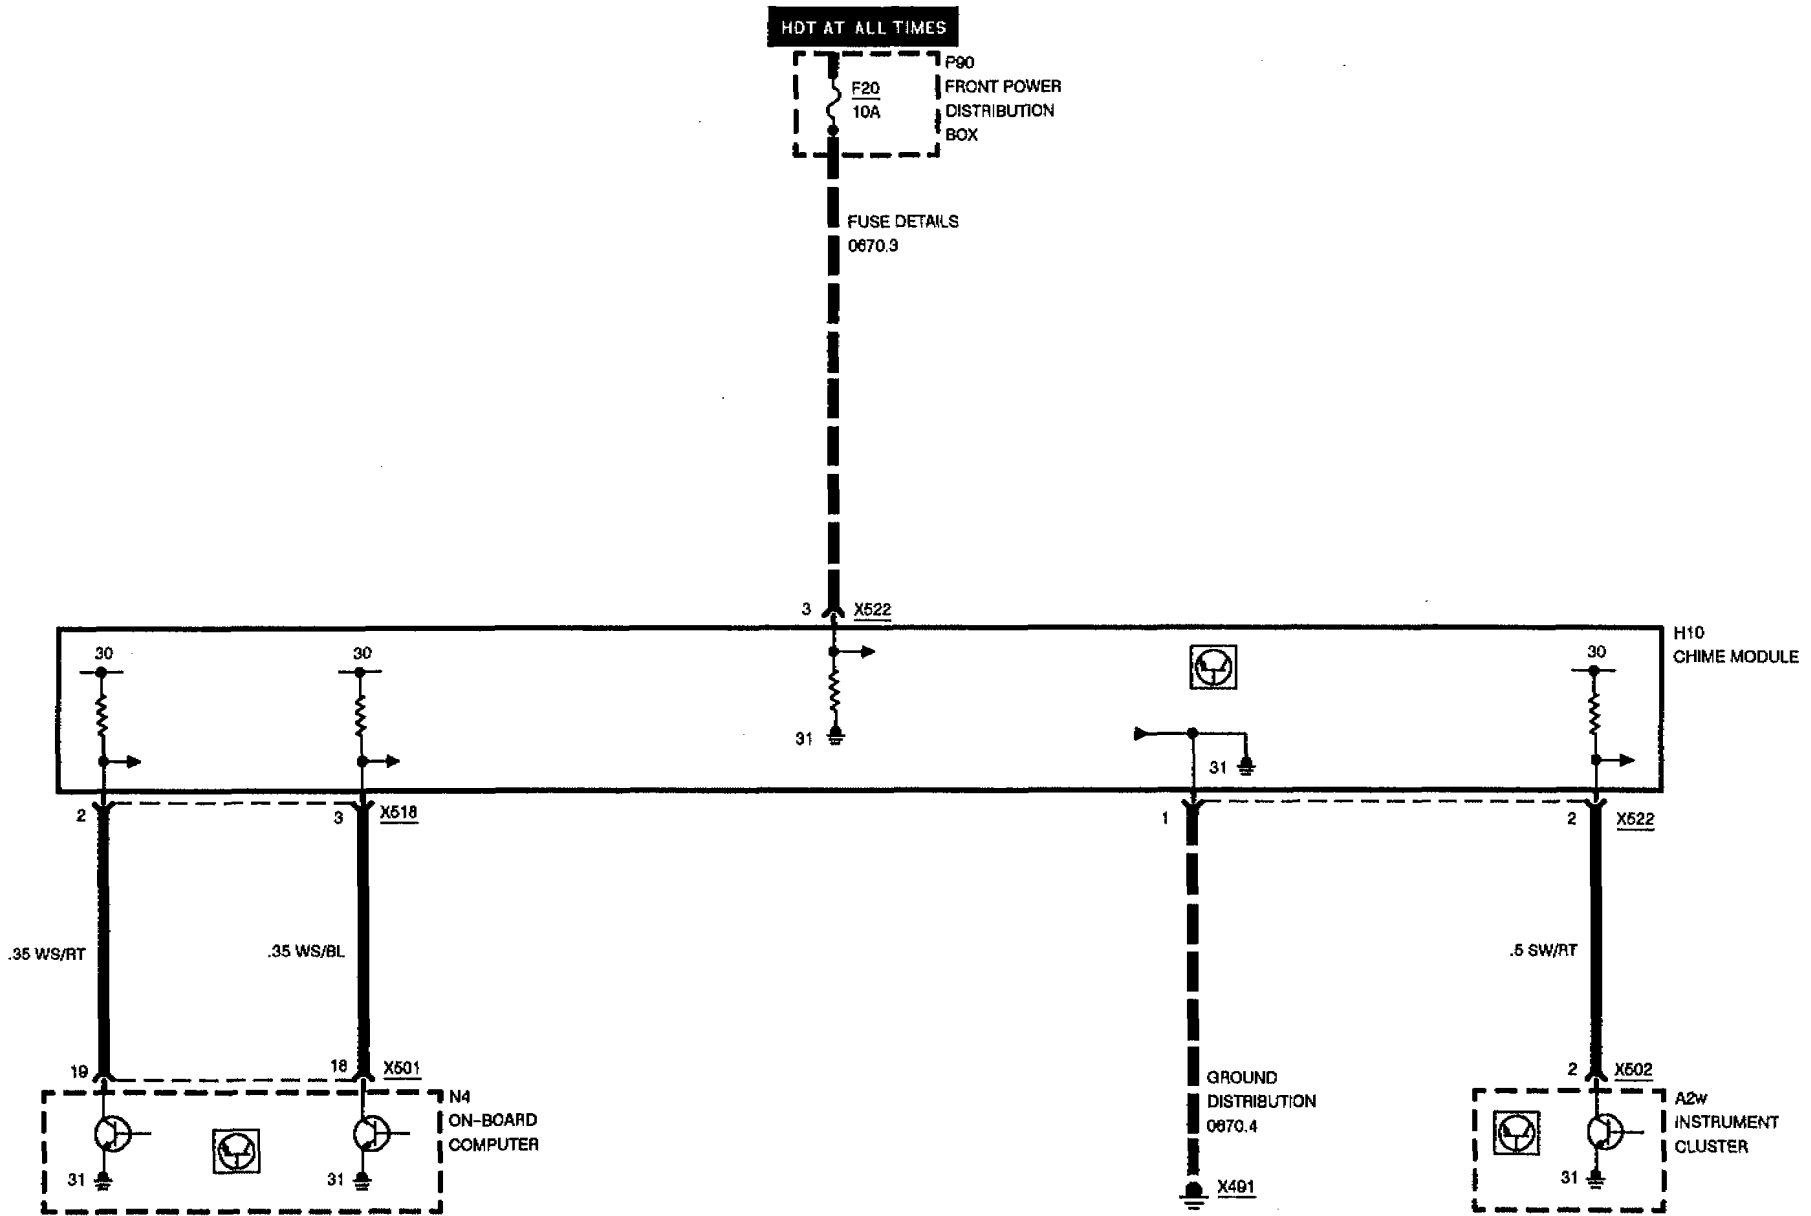 HOT AT ALL TIMES
P90
FRONT POWER
DISTRIBUTION
BOX
F20
10A
FUSE DETAILS
0670.3
3 X522
H10
CHIME MODULE
30
30
30
31
31
2
3
X518
1
2
X522
.35 WS/RT
.35 WS/BL
.5 SW/RT
19
18
X501
N4
ON-BOARD
COMPUTER
31
31
GROUND
DISTRIBUTION
0670.4
X491
2
X502
A2w
INSTRUMENT
CLUSTER
31